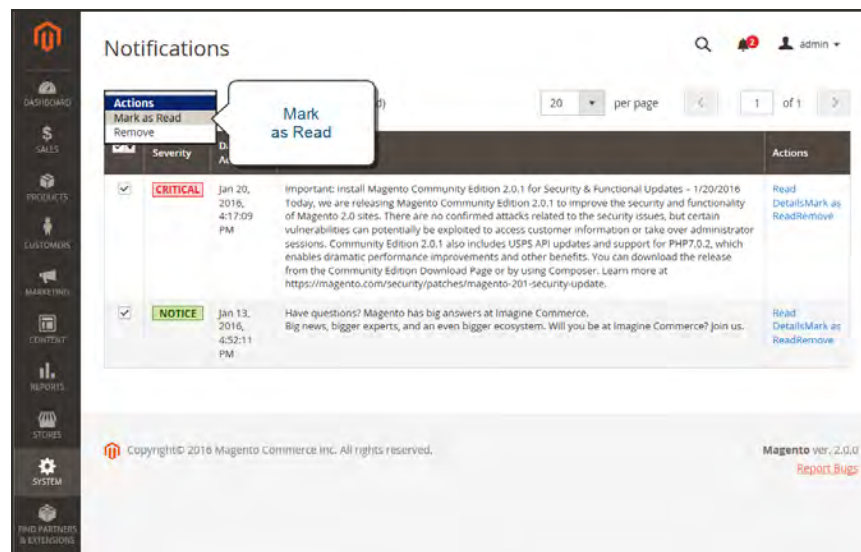 Notifications
2
admin
DASHBOARD
SALES
PRODUCTS
CUSTOMERS
MARKETING
CONTENT
REPORTS
STORES
SYSTEM
FIND PARTNERS
& EXTENSIONS
Actions
Mark as Read
Remove
Mark
as Read
20
per page
1
of 1
Severity
Actions
CRITICAL
Jan 20,
2016,
4:17:09
PM
Important: Install Magento Community Edition 2.0.1 for Security & Functional Updates – 1/20/2016
Today, we are releasing Magento Community Edition 2.0.1 to improve the security and functionality
of Magento 2.0 sites. There are no confirmed attacks related to the security issues, but certain
vulnerabilities can potentially be exploited to access customer information or take over administrator
sessions. Community Edition 2.0.1 also includes USPS API updates and support for PHP7.0.2, which
enables dramatic performance improvements and other benefits. You can download the release
from the Community Edition Download Page or by using Composer. Learn more at
https://magento.com/security/patches/magento-201-security-update.
Read
DetailsMark as
ReadRemove
NOTICE
Jan 13,
2016,
4:52:11
PM
Have questions? Magento has big answers at Imagine Commerce.
Big news, bigger experts, and an even bigger ecosystem. Will you be at Imagine Commerce? Join us.
Read
DetailsMark as
ReadRemove
Copyright© 2016 Magento Commerce Inc. All rights reserved.
Magento ver. 2.0.0
Report Bugs